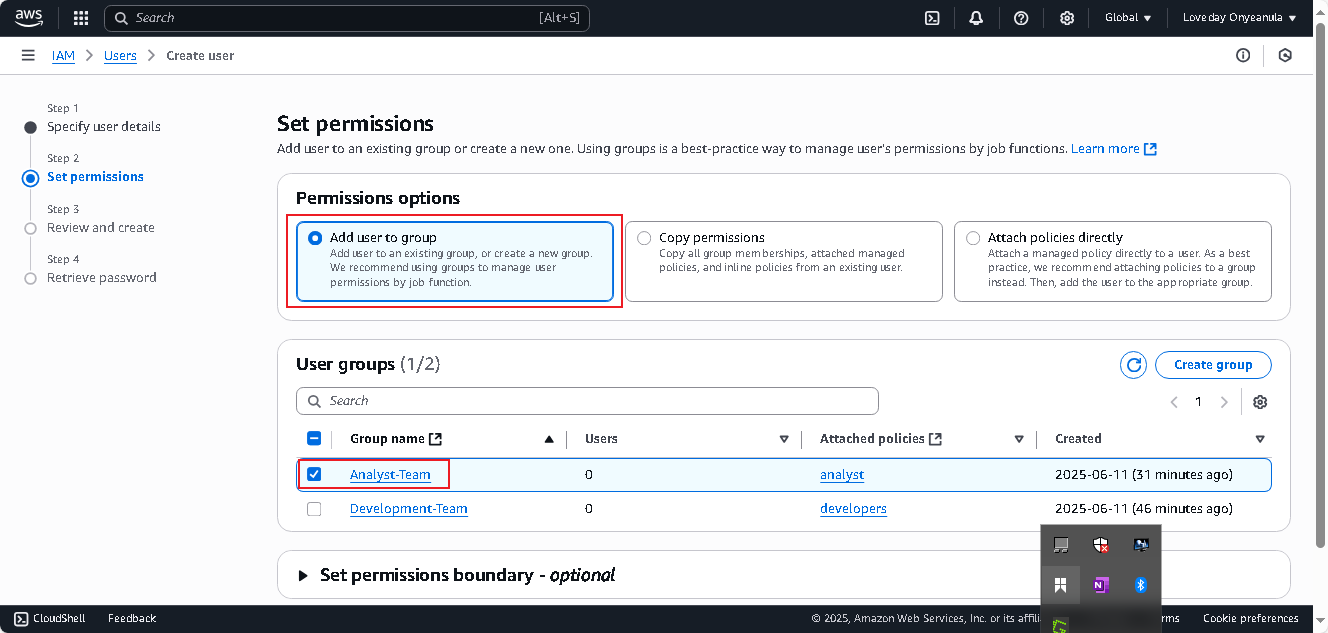 aws
Search
[Alt+S]
Global
Loveday Onyeanula
IAM
Users
Create user
Step 1
Specify user details
Step 2
Set permissions
Step 3
Review and create
Step 4
Retrieve password
Set permissions
Add user to an existing group or create a new one. Using groups is a best-practice way to manage user's permissions by job functions. Learn more
Permissions options
Add user to group
Add user to an existing group, or create a new group.
We recommend using groups to manage user
permissions by job function.
Copy permissions
Copy all group memberships, attached managed
policies, and inline policies from an existing user.
Attach policies directly
Attach a managed policy directly to a user. As a best
practice, we recommend attaching policies to a group
instead. Then, add the user to the appropriate group.
User groups (1/2)
Create group
Search
1
Group name
Users
Attached policies
Created
Analyst-Team
0
analyst
2025-06-11 (31 minutes ago)
Development-Team
0
developers
2025-06-11 (46 minutes ago)
Set permissions boundary - optional
N
CloudShell
Feedback
© 2025, Amazon Web Services, Inc. or its
Cookie preferences